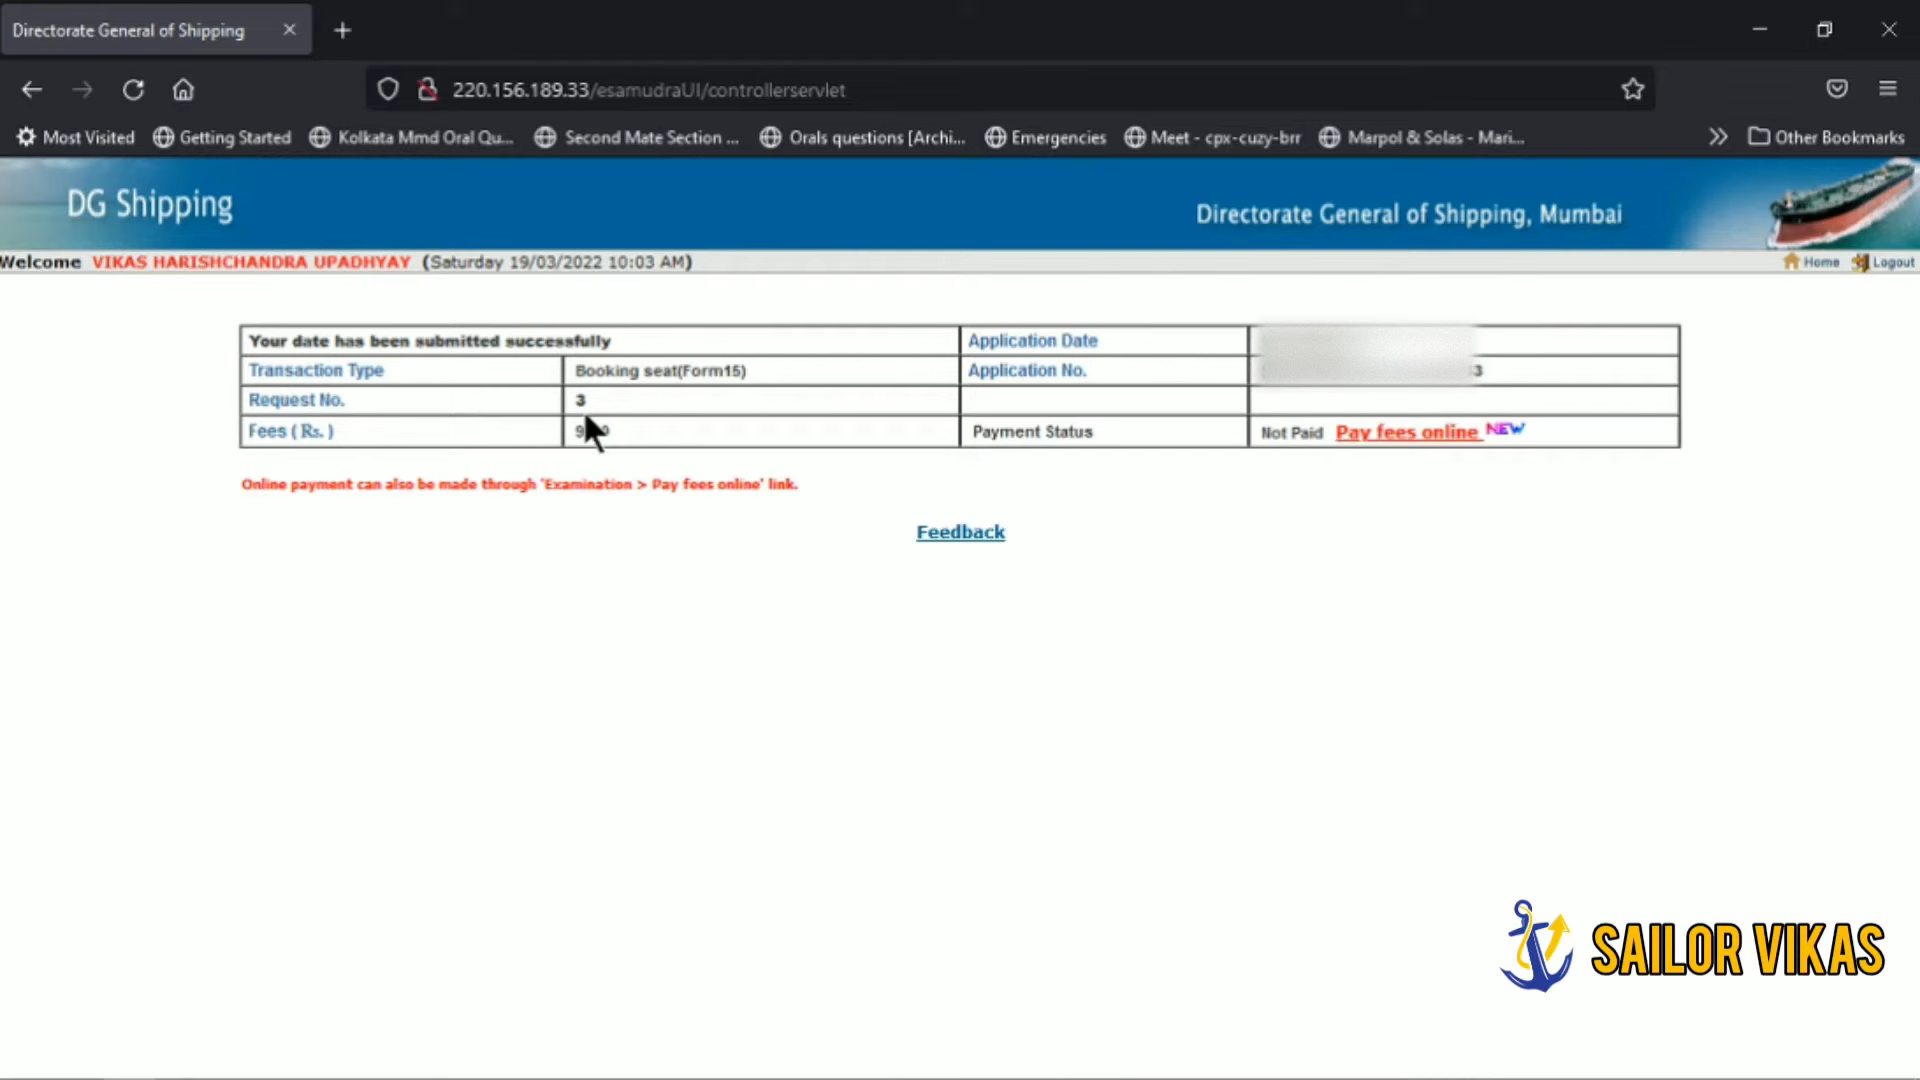 Directorate General of Shipping
220.156.189.33/esamudraUI/controllerservlet
Most Visited Getting Started Kolkata Mmd Oral Qu... Second Mate Section ... Orals questions [Archi... Emergencies Meet - cpx-cuzy-brr Marpol & Solas - Mari... Other Bookmarks
DG Shipping
Directorate General of Shipping, Mumbai
Welcome VIKAS HARISHCHANDRA UPADHYAY (Saturday 19/03/2022 10:03 AM) Home Logout
Your date has been submitted successfully Application Date
Transaction Type Booking seat(Form15) Application No. 3
Request No. 3
Fees ( Rs. ) Payment Status Not Paid Pay fees online NEW
Online payment can also be made through 'Examination > Pay fees online' link.
Feedback
SAILOR VIKAS